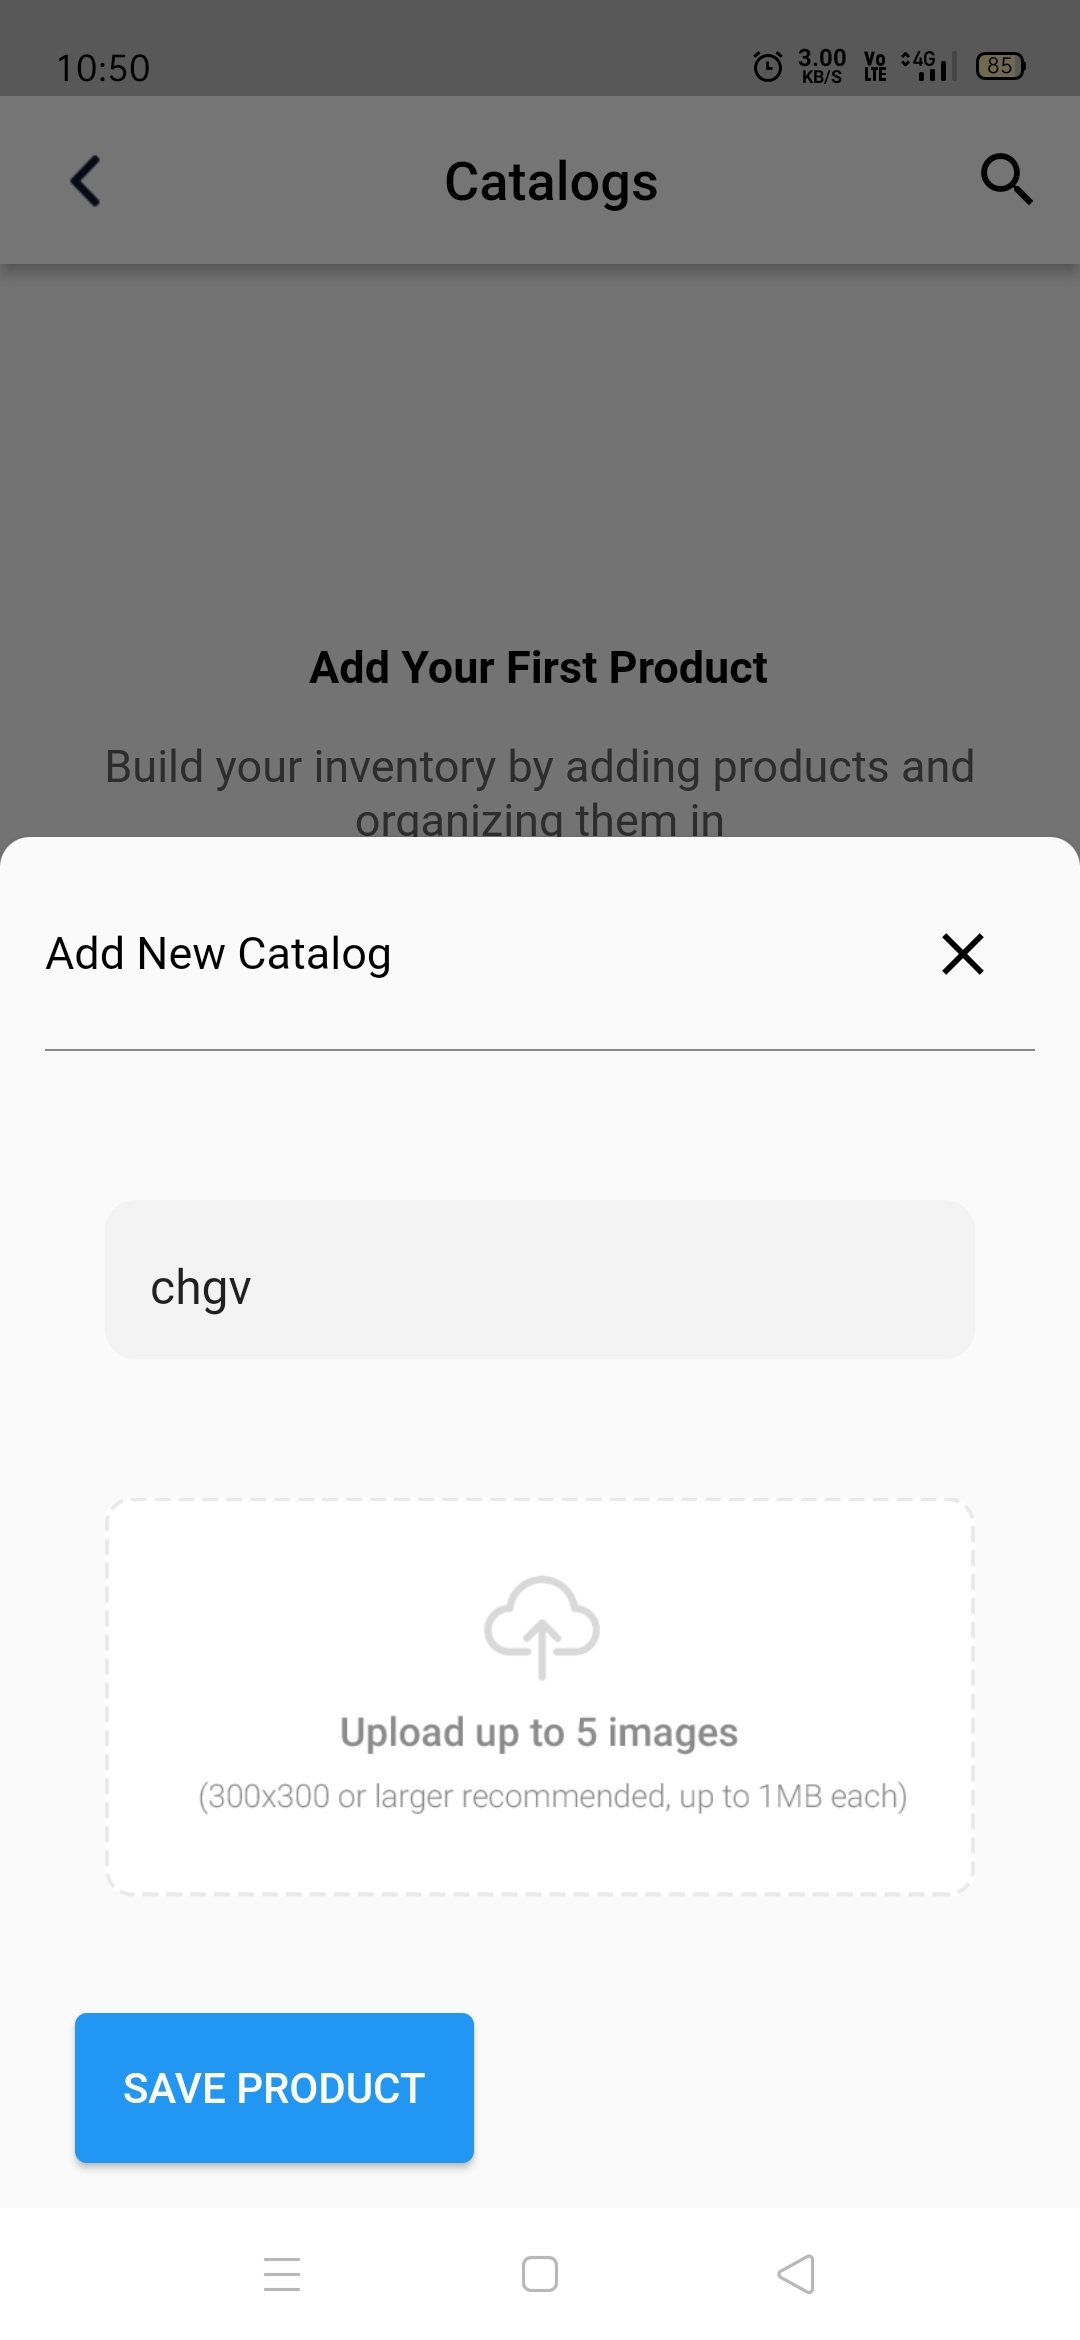 10:50
3.00
KB/S
Vo
LTE
4G
85
Catalogs
Add Your First Product
Build your inventory by adding products and
organizing them in
Add New Catalog
chgv
Upload up to 5 images
(300x300 or larger recommended, up to 1MB each)
SAVE PRODUCT